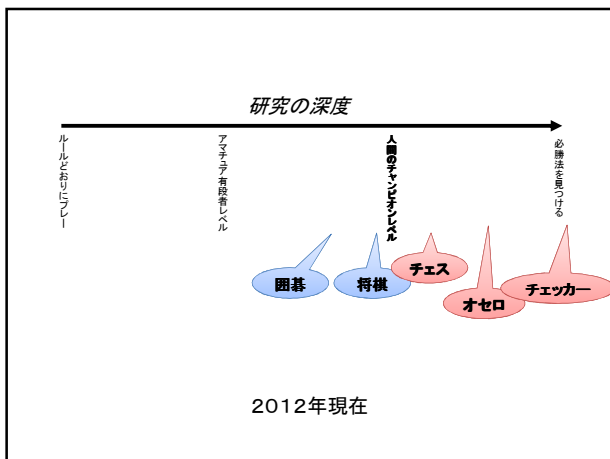 研究の深度
ルールどおりにプレー
アマチュア有段者レベル
人間のチャンピオンレベル
必勝法を見つける
囲碁
将棋
チェス
オセロ
チェッカー
2012年現在